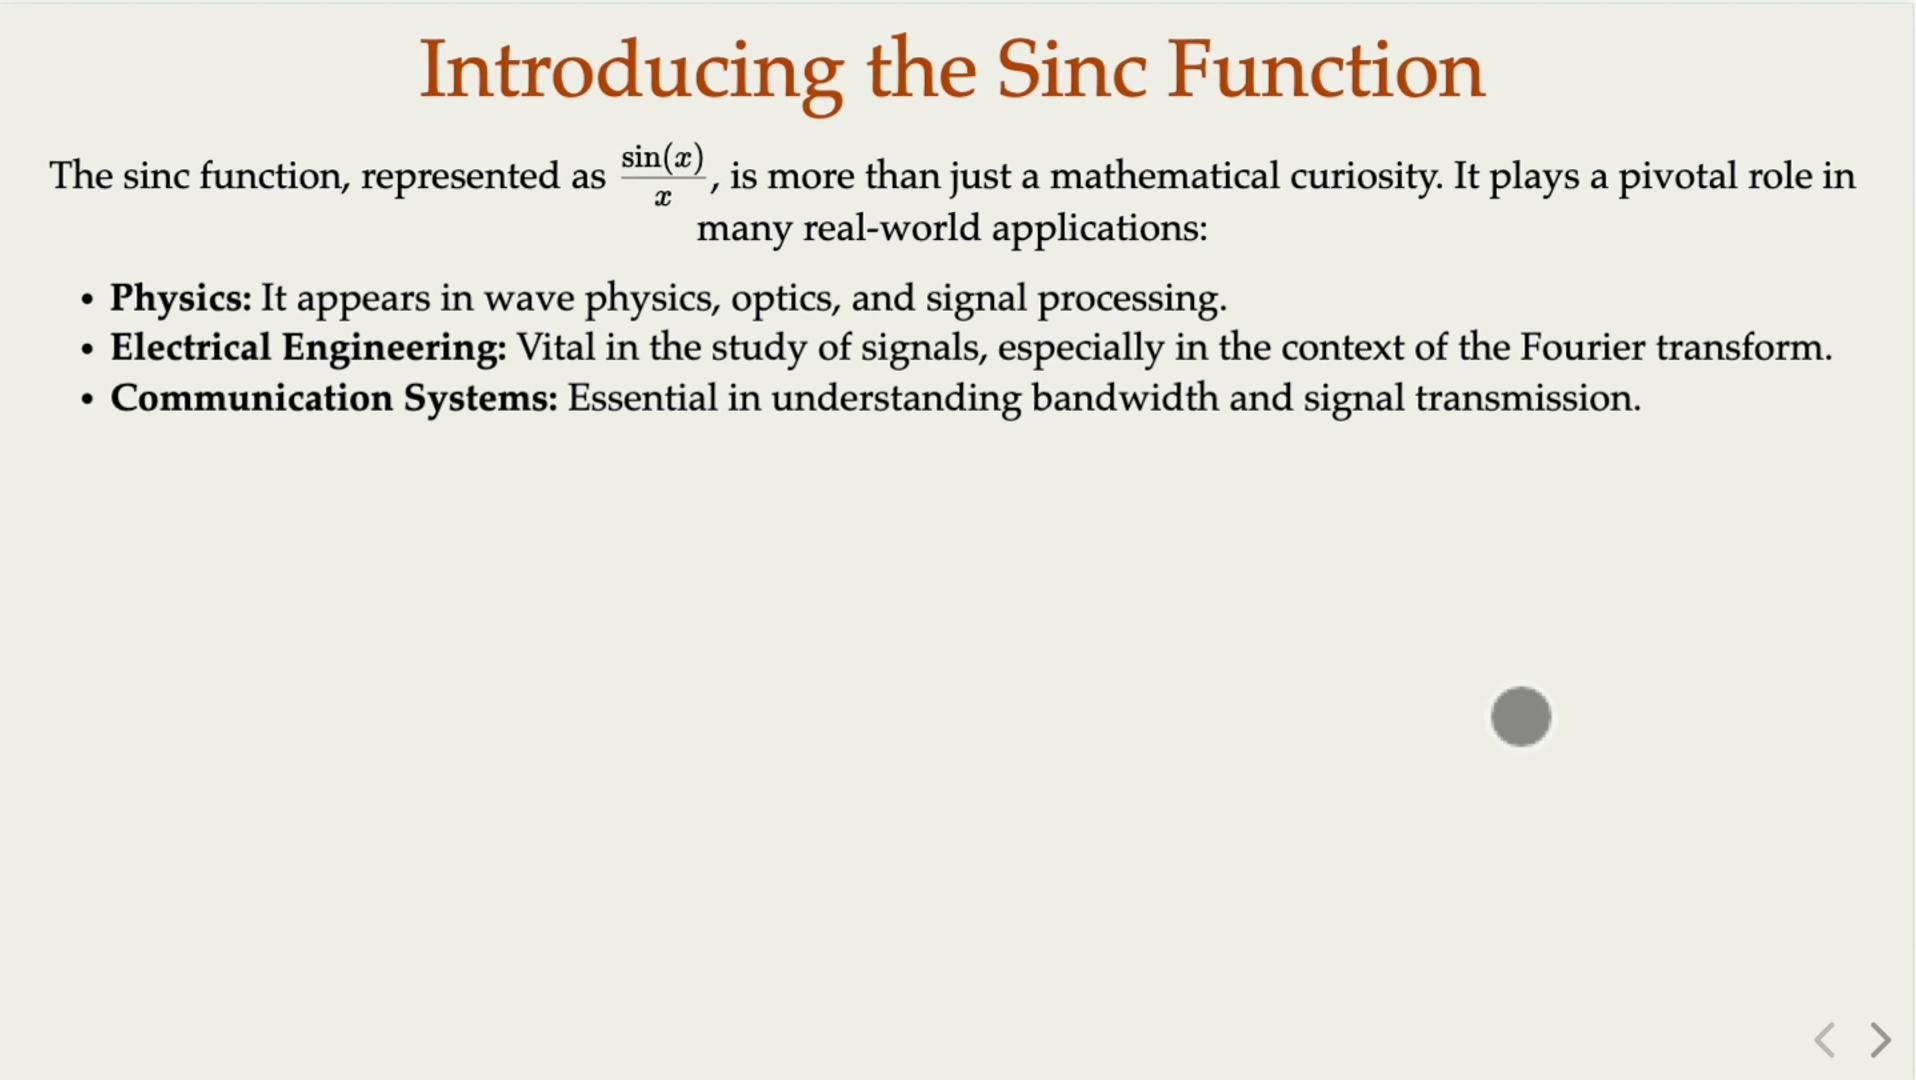 Introducing the Sinc Function
The sinc function, represented as \frac{\sin(x)}{x}, is more than just a mathematical curiosity. It plays a pivotal role in
many real-world applications:
• Physics: It appears in wave physics, optics, and signal processing.
• Electrical Engineering: Vital in the study of signals, especially in the context of the Fourier transform.
• Communication Systems: Essential in understanding bandwidth and signal transmission.